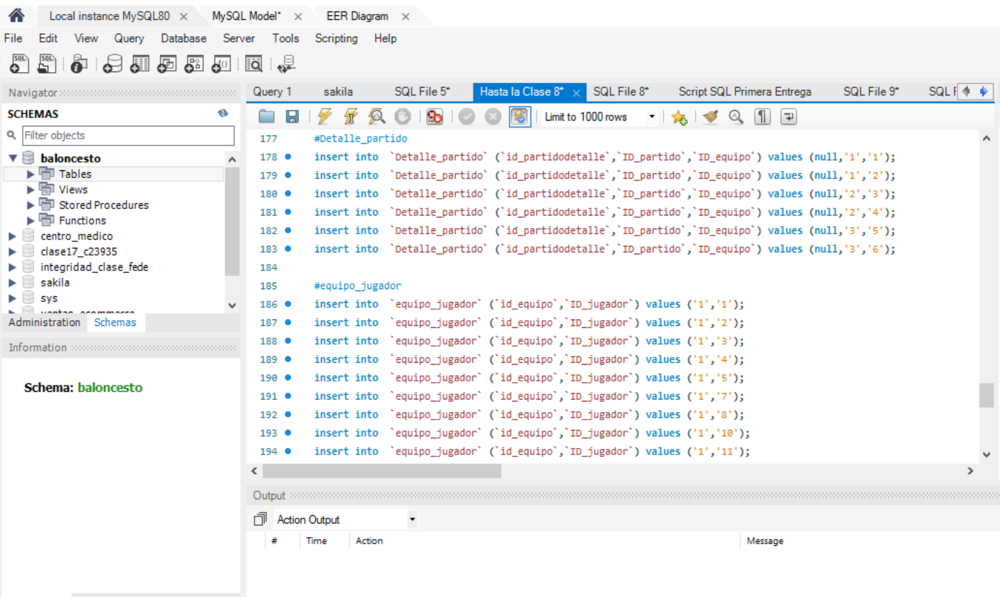 Local instance MySQL80 MySQL Model* EER Diagram
File Edit View Query Database Server Tools Scripting Help
Navigator
SCHEMAS
Filter objects
baloncesto
Tables
Views
Stored Procedures
Functions
centro_medico
clase17_c23935
integridad_clase_fede
sakila
sys
ventas_ecommerce
Administration Schemas
Information
Schema: baloncesto
Query 1 sakila SQL File 5* Hasta la Clase 8* SQL File 8* Script SQL Primera Entrega SQL File 9* SQL
Limit to 1000 rows
177 #Detalle_partido
178 insert into `Detalle_partido` (`id_partidodetalle`,`ID_partido`,`ID_equipo`) values (null,'1','1');
179 insert into `Detalle_partido` (`id_partidodetalle`,`ID_partido`,`ID_equipo`) values (null,'1','2');
180 insert into `Detalle_partido` (`id_partidodetalle`,`ID_partido`,`ID_equipo`) values (null,'2','3');
181 insert into `Detalle_partido` (`id_partidodetalle`,`ID_partido`,`ID_equipo`) values (null,'2','4');
182 insert into `Detalle_partido` (`id_partidodetalle`,`ID_partido`,`ID_equipo`) values (null,'3','5');
183 insert into `Detalle_partido` (`id_partidodetalle`,`ID_partido`,`ID_equipo`) values (null,'3','6');
184
185 #equipo_jugador
186 insert into `equipo_jugador` (`id_equipo`,`ID_jugador`) values ('1','1');
187 insert into `equipo_jugador` (`id_equipo`,`ID_jugador`) values ('1','2');
188 insert into `equipo_jugador` (`id_equipo`,`ID_jugador`) values ('1','3');
189 insert into `equipo_jugador` (`id_equipo`,`ID_jugador`) values ('1','4');
190 insert into `equipo_jugador` (`id_equipo`,`ID_jugador`) values ('1','5');
191 insert into `equipo_jugador` (`id_equipo`,`ID_jugador`) values ('1','7');
192 insert into `equipo_jugador` (`id_equipo`,`ID_jugador`) values ('1','8');
193 insert into `equipo_jugador` (`id_equipo`,`ID_jugador`) values ('1','10');
194 insert into `equipo_jugador` (`id_equipo`,`ID_jugador`) values ('1','11');
Output
Action Output
# Time Action Message